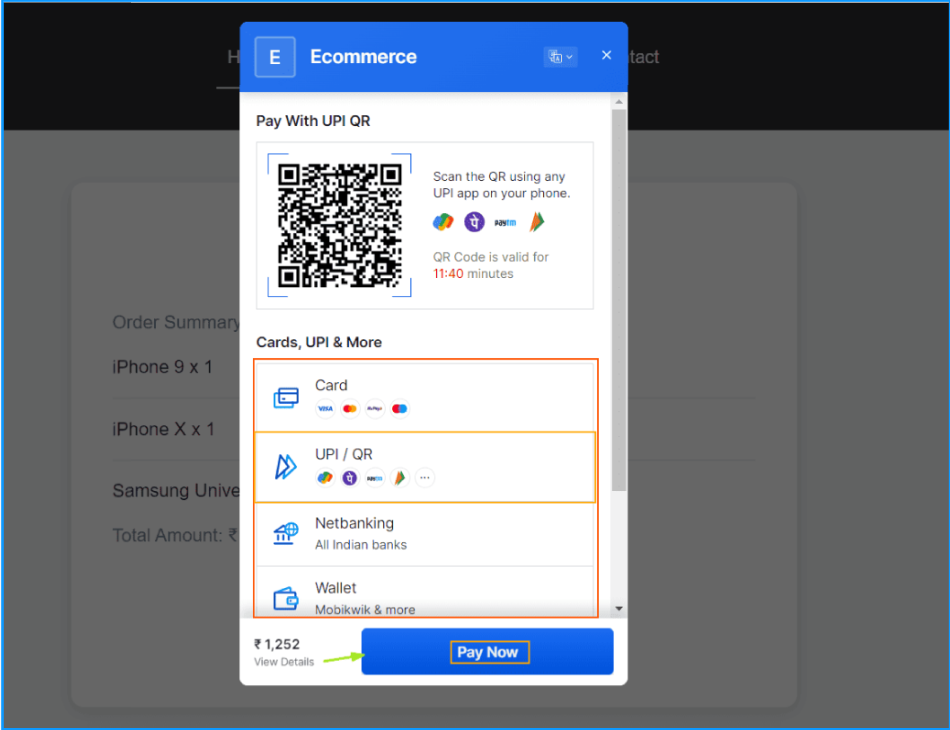 H
tact
E
Ecommerce
Pay With UPI QR
Scan the QR using any
UPI app on your phone.
paytm
QR Code is valid for
11:40 minutes
Order Summary
iPhone 9 x 1
iPhone X x 1
Samsung Unive
Total Amount: ₹
Cards, UPI & More
Card
VISA
RuPay
UPI / QR
paytm
Netbanking
All Indian banks
Wallet
Mobikwik & more
₹ 1,252
View Details
Pay Now